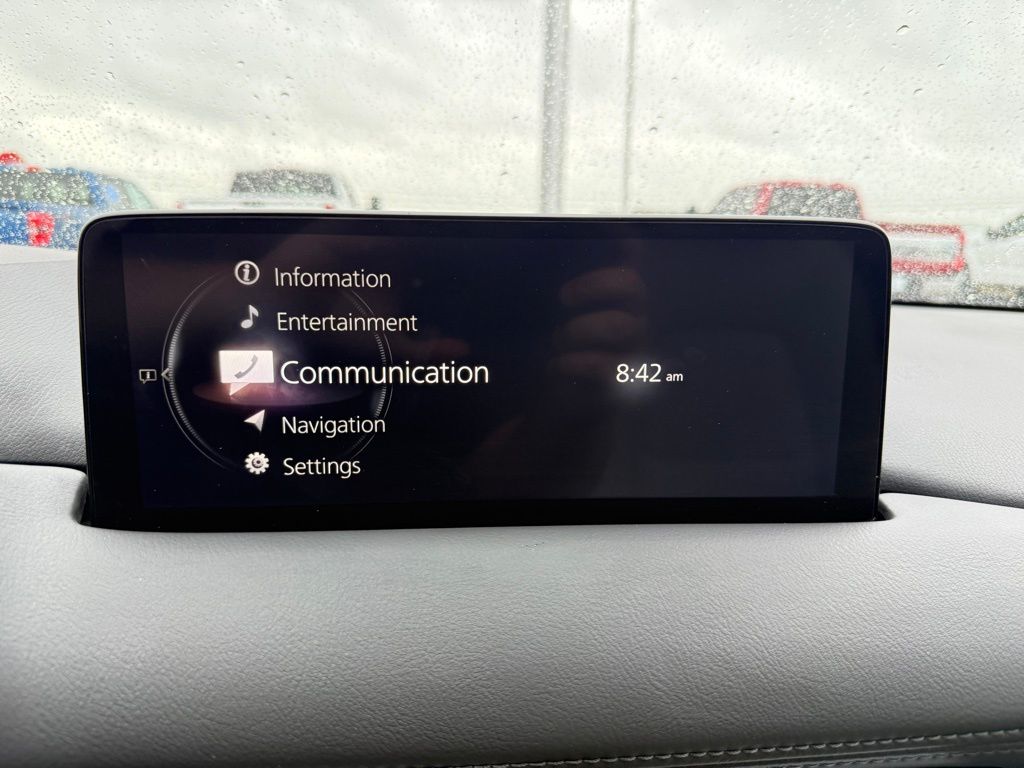 Information
Entertainment
Communication
8:42 am
Navigation
Settings